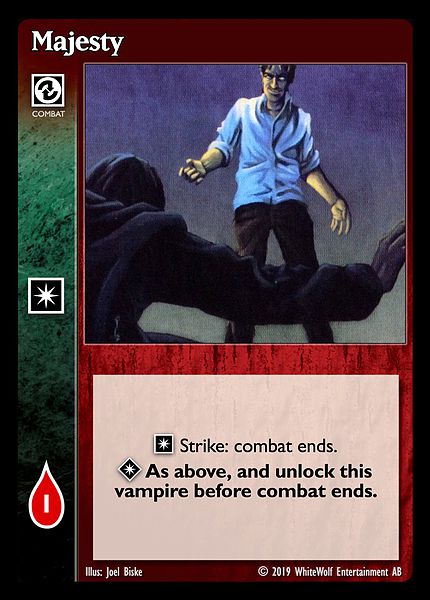 Majesty
COMBAT
Strike: combat ends.
As above, and unlock this
vampire before combat ends.
1
Illus: Joel Biske © 2019 WhiteWolf Entertainment AB